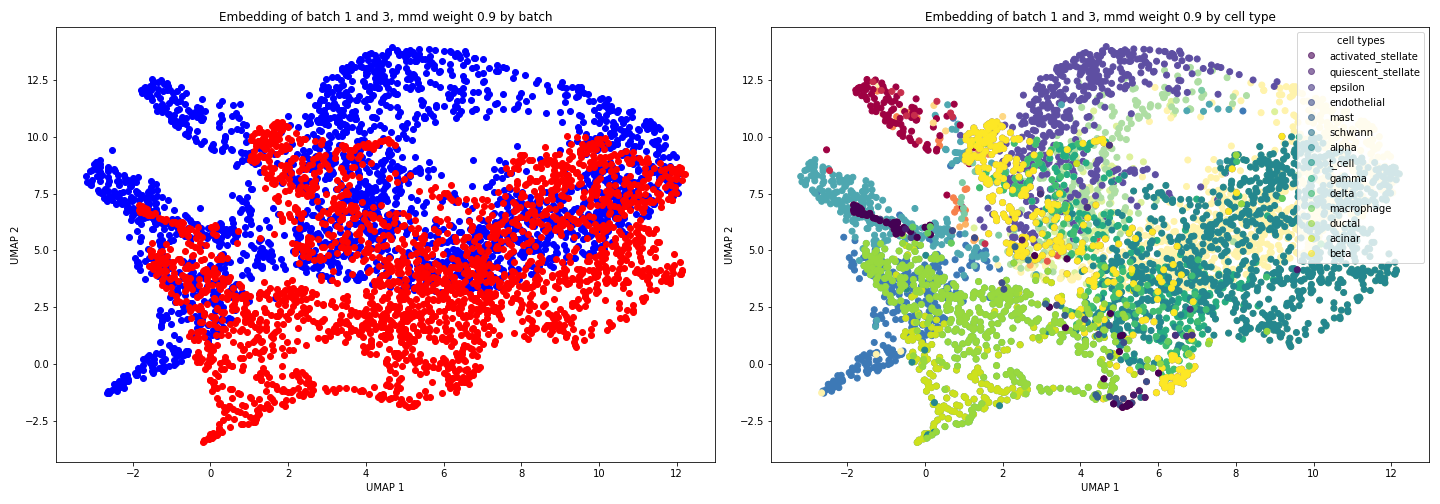 Embedding of batch 1 and 3, mmd weight 0.9 by batch
12.5
10.0
7.5
5.0
2.5
0.0
−2.5
UMAP 2
−2
0
2
4
6
8
10
12
UMAP 1
Embedding of batch 1 and 3, mmd weight 0.9 by cell type
12.5
10.0
7.5
5.0
2.5
0.0
−2.5
UMAP 2
cell types
activated_stellate
quiescent_stellate
epsilon
endothelial
mast
schwann
alpha
t_cell
gamma
delta
macrophage
ductal
acinar
beta
−2
0
2
4
6
8
10
12
UMAP 1